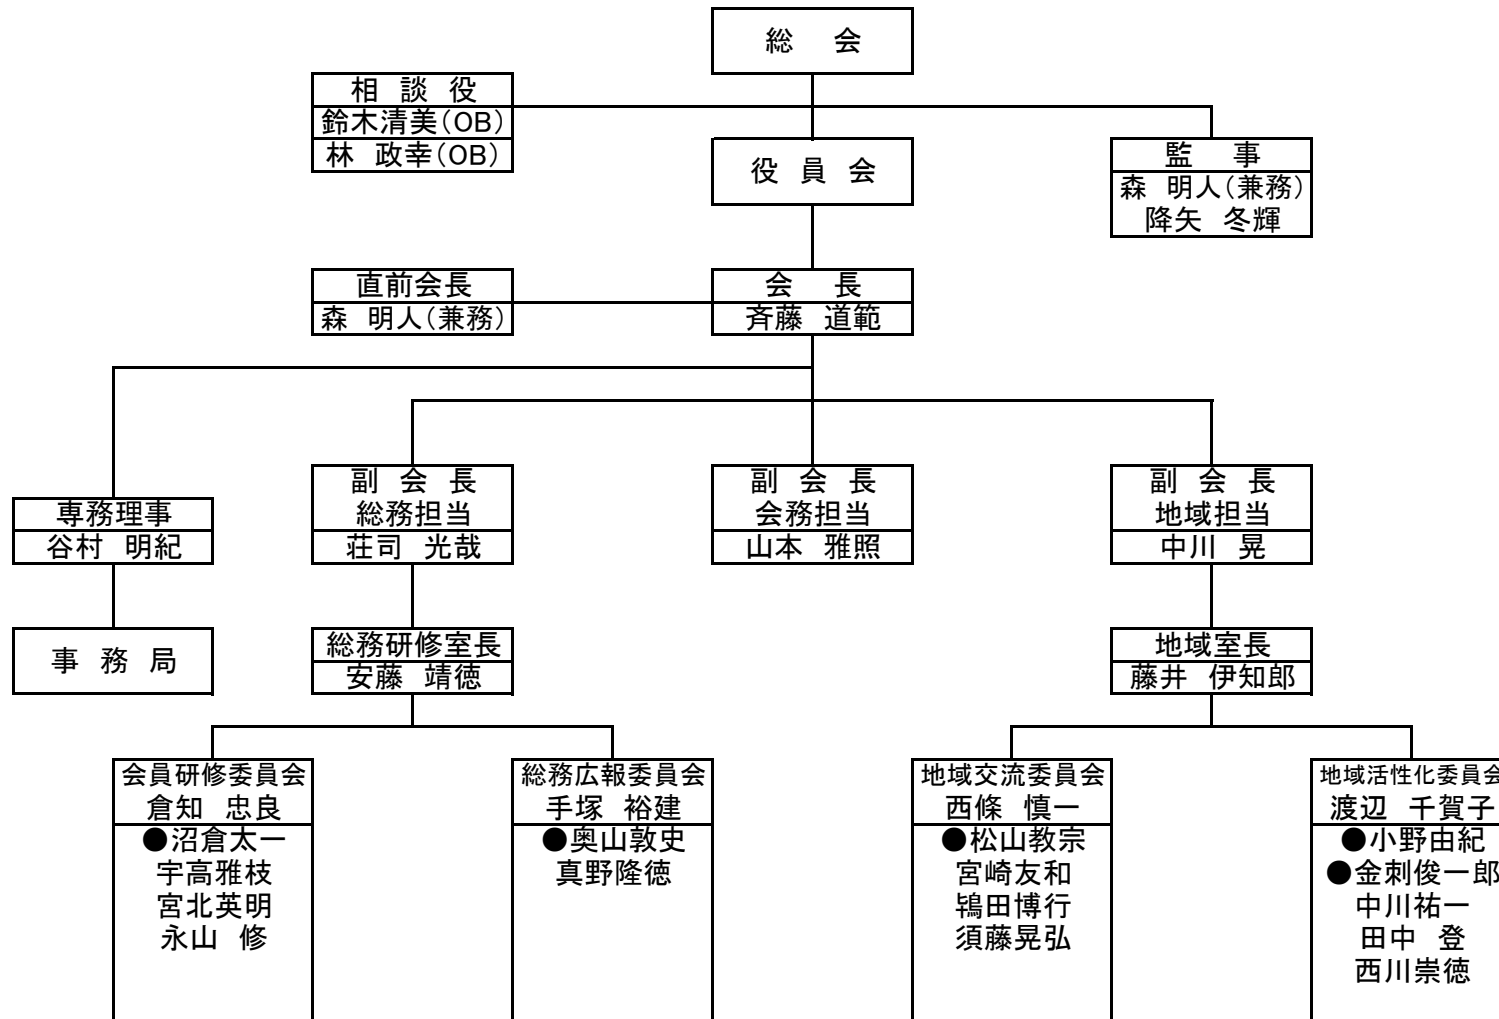 総 会
相 談 役
鈴木清美(OB)
林 政幸(OB)
役 員 会
監 事
森 明人(兼務)
降矢 冬輝
直前会長
森 明人(兼務)
会 長
斉藤 道範
専務理事
谷村 明紀
副 会 長
総務担当
荘司 光哉
副 会 長
会務担当
山本 雅照
副 会 長
地域担当
中川 晃
事 務 局
総務研修室長
安藤 靖徳
地域室長
藤井 伊知郎
会員研修委員会
倉知 忠良
●沼倉太一
宇高雅枝
宮北英明
永山 修
総務広報委員会
手塚 裕建
●奥山敦史
真野隆徳
地域交流委員会
西條 慎一
●松山教宗
宮崎友和
鴇田博行
須藤晃弘
地域活性化委員会
渡辺 千賀子
●小野由紀
●金刺俊一郎
中川祐一
田中 登
西川崇徳